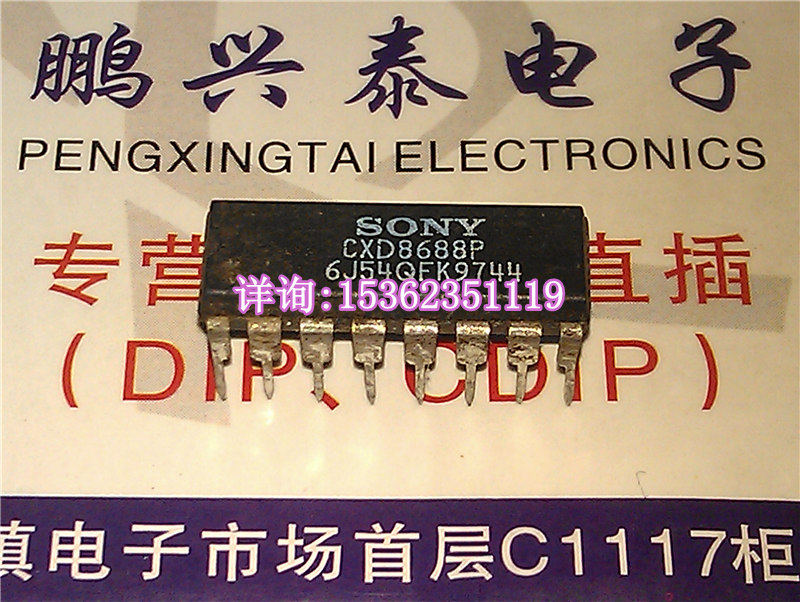 鹏兴泰电子
PENGXINGTAI ELECTRONICS
SONY
CXD8688P
6J54QFK9744
专营 直插
详询:15362351119
(DIP、CDIP)
电子市场首层C1117柜